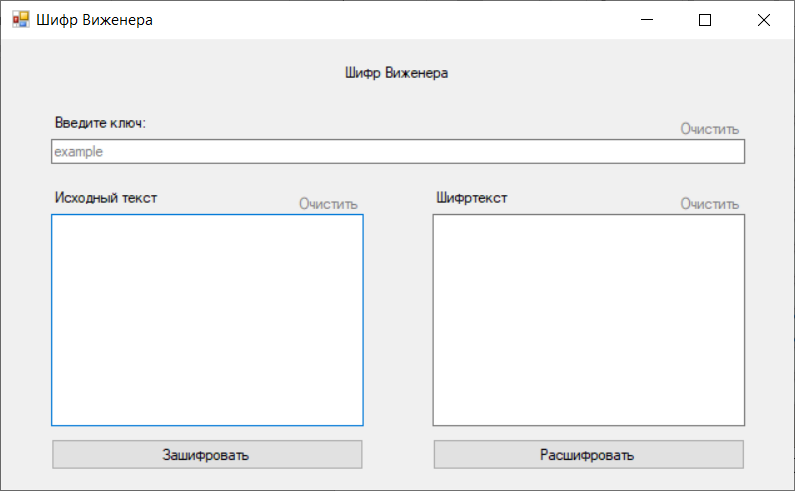 Шифр Виженера
Шифр Виженера
Введите ключ:
Очистить
example
Исходный текст
Очистить
Шифртекст
Очистить
Зашифровать
Расшифровать